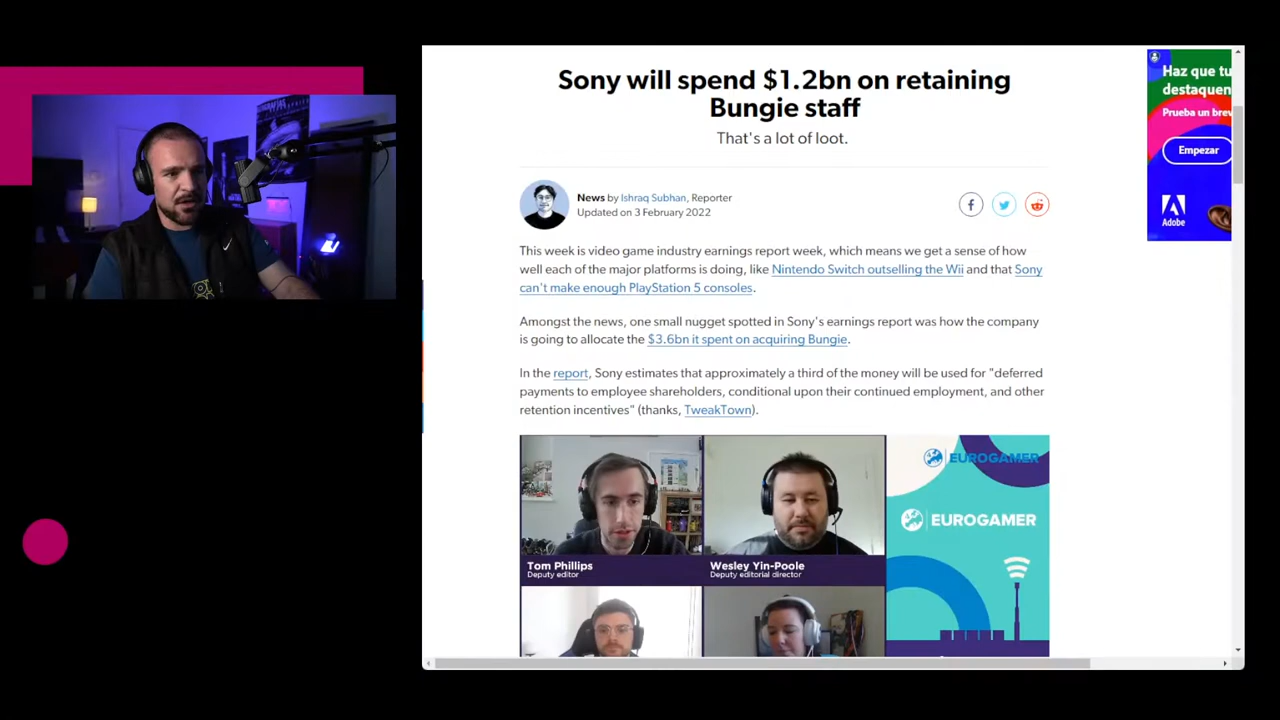 Sony will spend $1.2bn on retaining
Bungie staff
That's a lot of loot.
News by Ishraq Subhan, Reporter
Updated on 3 February 2022
This week is video game industry earnings report week, which means we get a sense of how
well each of the major platforms is doing, like Nintendo Switch outselling the Wii and that Sony
can't make enough PlayStation 5 consoles.
Amongst the news, one small nugget spotted in Sony's earnings report was how the company
is going to allocate the $3.6bn it spent on acquiring Bungie.
In the report, Sony estimates that approximately a third of the money will be used for "deferred
payments to employee shareholders, conditional upon their continued employment, and other
retention incentives" (thanks, TweakTown).
Tom Phillips
Deputy editor
Wesley Yin-Poole
Deputy editorial director
EUROGAMER
EUROGAMER
Haz que tu
destaquen
Prueba un brev
Empezar
Adobe